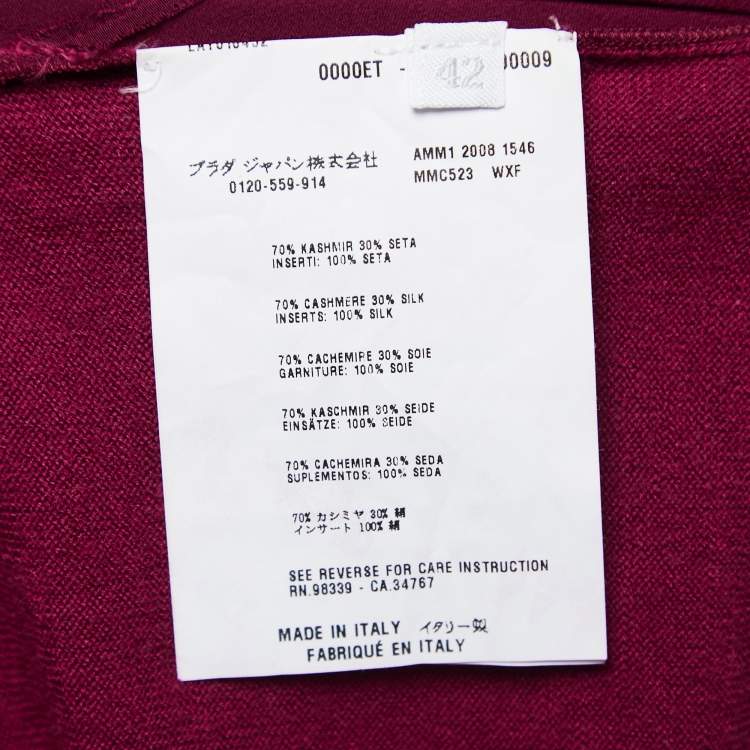 0000ET -
42
00009
プラダ ジャパン株式会社
0120-559-914
AMM1 2008 1546
MMC523 WXF
70% KASHMIR 30% SETA
INSERTI: 100% SETA
70% CASHMERE 30% SILK
INSERTS: 100% SILK
70% CACHEMIPE 30% SOIE
GARNITURE: 100% SOIE
70% KASCHMIR 30% SEIDE
EINSÄTZE: 100% SEIDE
70% CACHEMIRA 30% SEDA
SUPLEMENTOS: 100% SEDA
70% カシミヤ 30% 絹
インサート 100% 絹
SEE REVERSE FOR CARE INSTRUCTION
RN.98339 - CA.34767
MADE IN ITALY イタリー製
FABRIQUÉ EN ITALY